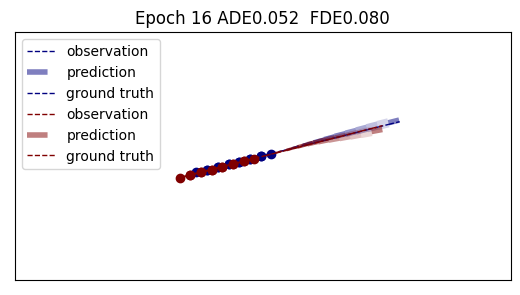 Epoch 16 ADE0.052  FDE0.080
observation
prediction
ground truth
observation
prediction
ground truth